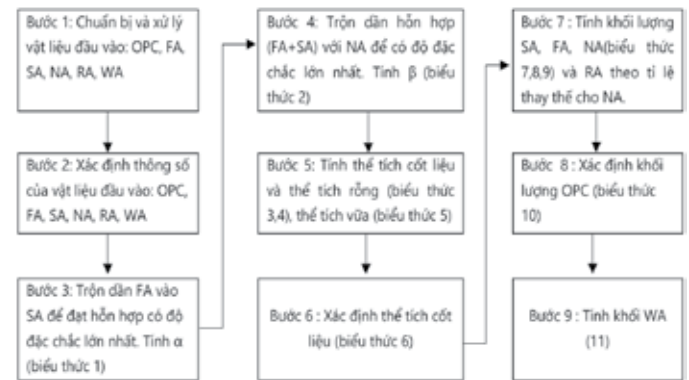 Bước 1: Chuẩn bị và xử lý
vật liệu đầu vào: OPC, FA,
SA, NA, RA, WA
Bước 2: Xác định thông số
của vật liệu đầu vào: OPC,
FA, SA, NA, RA, WA
Bước 3: Trộn dần FA vào
SA để đạt hỗn hợp có độ
đặc chắc lớn nhất. Tính α
(biểu thức 1)
Bước 4: Trộn dần hỗn hợp
(FA+SA) với NA để có độ đặc
chắc lớn nhất. Tính β (biểu
thức 2)
Bước 5: Tính thể tích cốt liệu
và thể tích rỗng (biểu thức
3,4), thể tích vữa (biểu thức 5)
Bước 6 : Xác định thể tích cốt
liệu (biểu thức 6)
Bước 7 : Tính khối lượng
SA, FA, NA(biểu thức
7,8,9) và RA theo tỉ lệ
thay thế cho NA.
Bước 8 : Xác định khối
lượng OPC (biểu thức
10)
Bước 9 : Tính khối WA
(11)